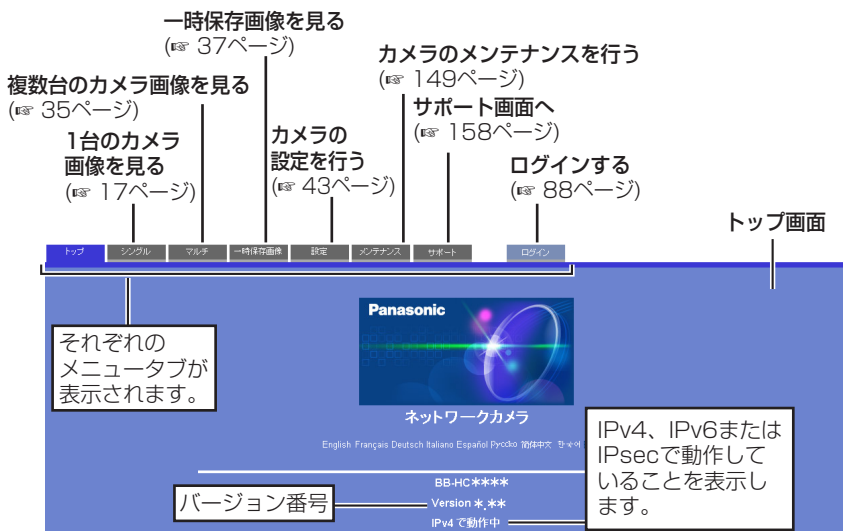 一時保存画像を見る
(☞ 37ページ)
カメラのメンテナンスを行う
(☞ 149ページ)
複数台のカメラ画像を見る
(☞ 35ページ)
サポート画面へ
(☞ 158ページ)
1台のカメラ
画像を見る
(☞ 17ページ)
カメラの
設定を行う
(☞ 43ページ)
ログインする
(☞ 88ページ)
トップ画面
トップ シングル マルチ 一時保存画像 設定 メンテナンス サポート ログイン
それぞれの
メニュータブが
表示されます。
Panasonic
ネットワークカメラ
English Français Deutsch Italiano Español Русско 简体中文 한국어
IPv4、IPv6または
IPsecで動作して
いることを表示し
ます。
BB-HC＊＊＊＊
バージョン番号
Version ＊.＊＊
IPv4 で動作中